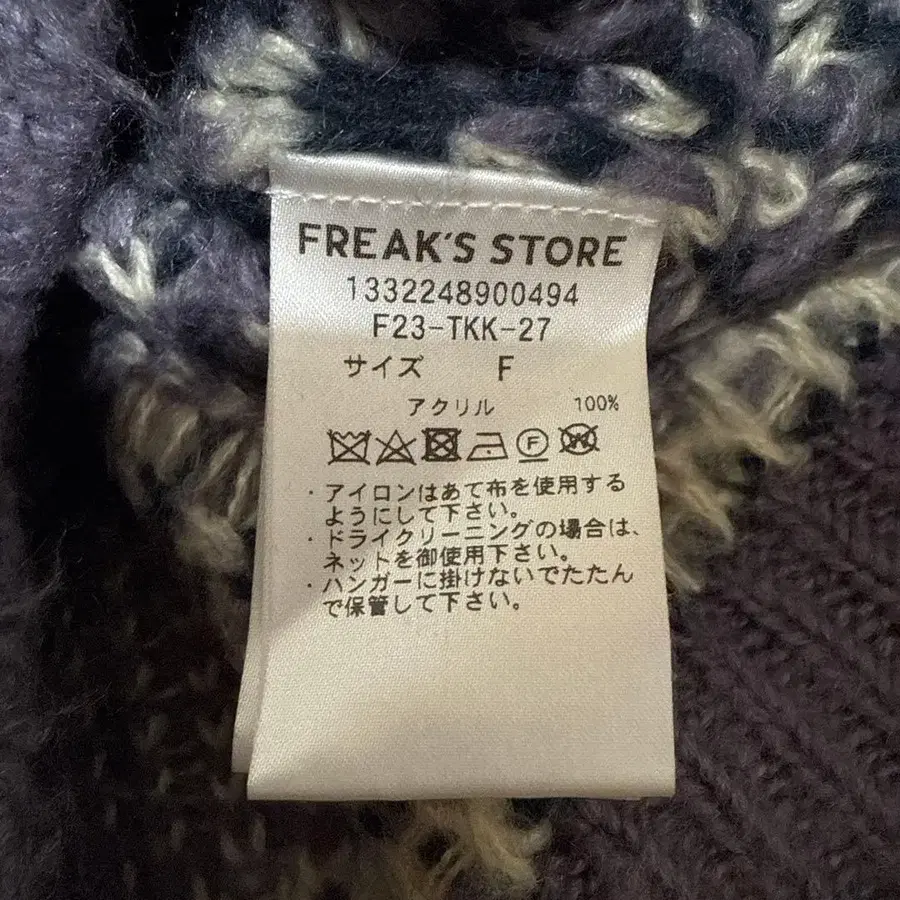 FREAK'S STORE
1332248900494
F23-TKK-27
サイズ F
アクリル 100%
F W
・アイロンはあて布を使用する
ようにして下さい。
・ドライクリーニングの場合は、
ネットを御使用下さい。
・ハンガーに掛けないでたたん
で保管して下さい。